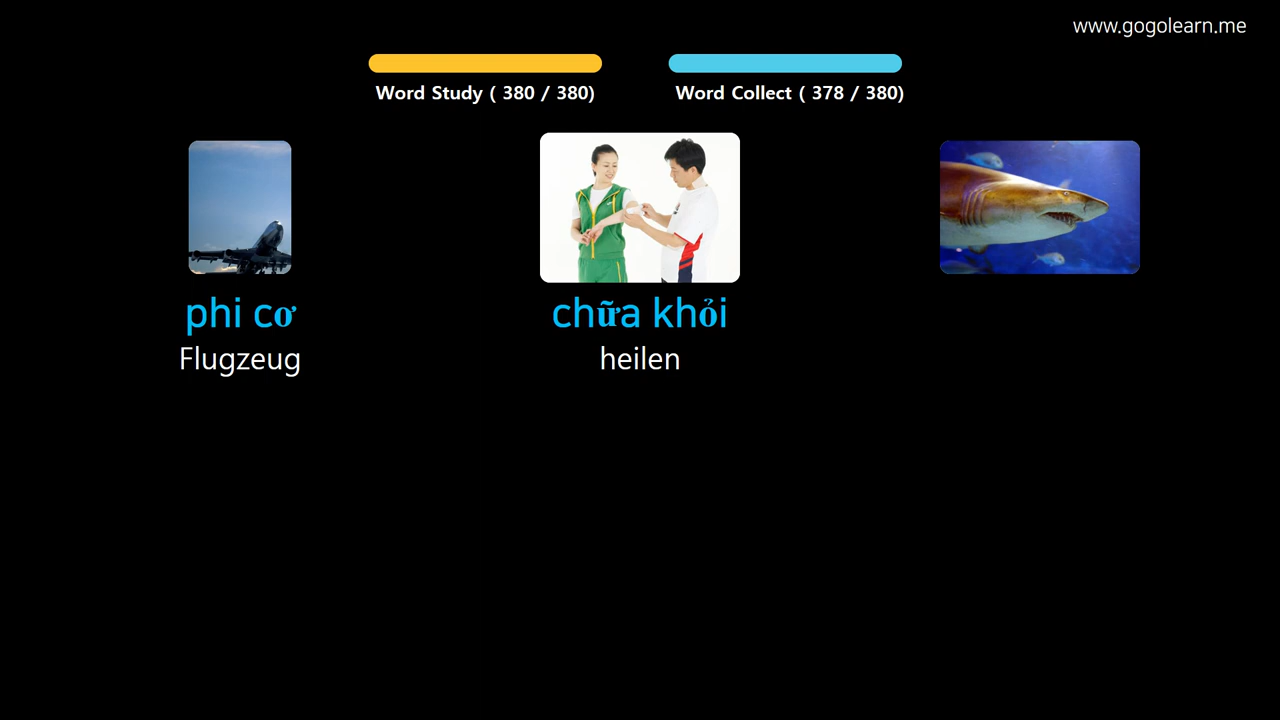 www.gogolearn.me
Word Study ( 380 / 380)
Word Collect ( 378 / 380)
phi cơ
Flugzeug
chữa khỏi
heilen